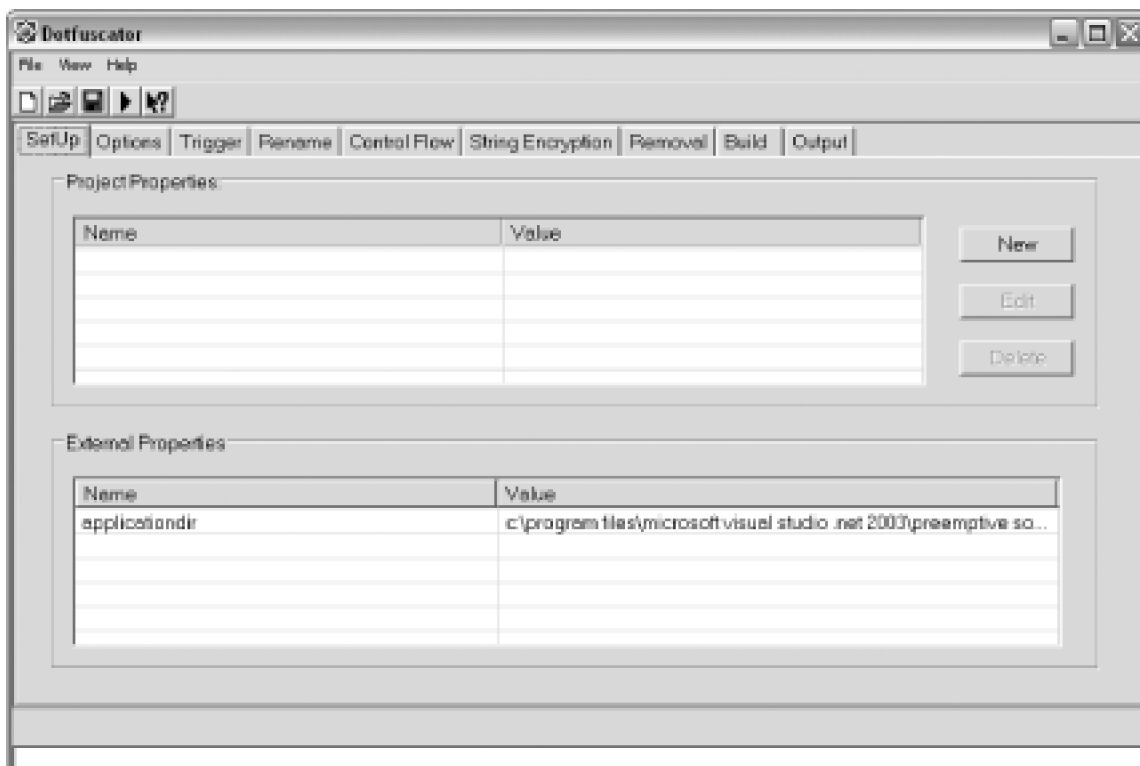 Dotfuscator
File View Help
SetUp Options Trigger Rename Control Flow String Encryption Removal Build Output
Project Properties
Name Value
New
Edit
Delete
External Properties
Name Value
applicationdir c:\program files\microsoft visual studio .net 2003\preemptive so...